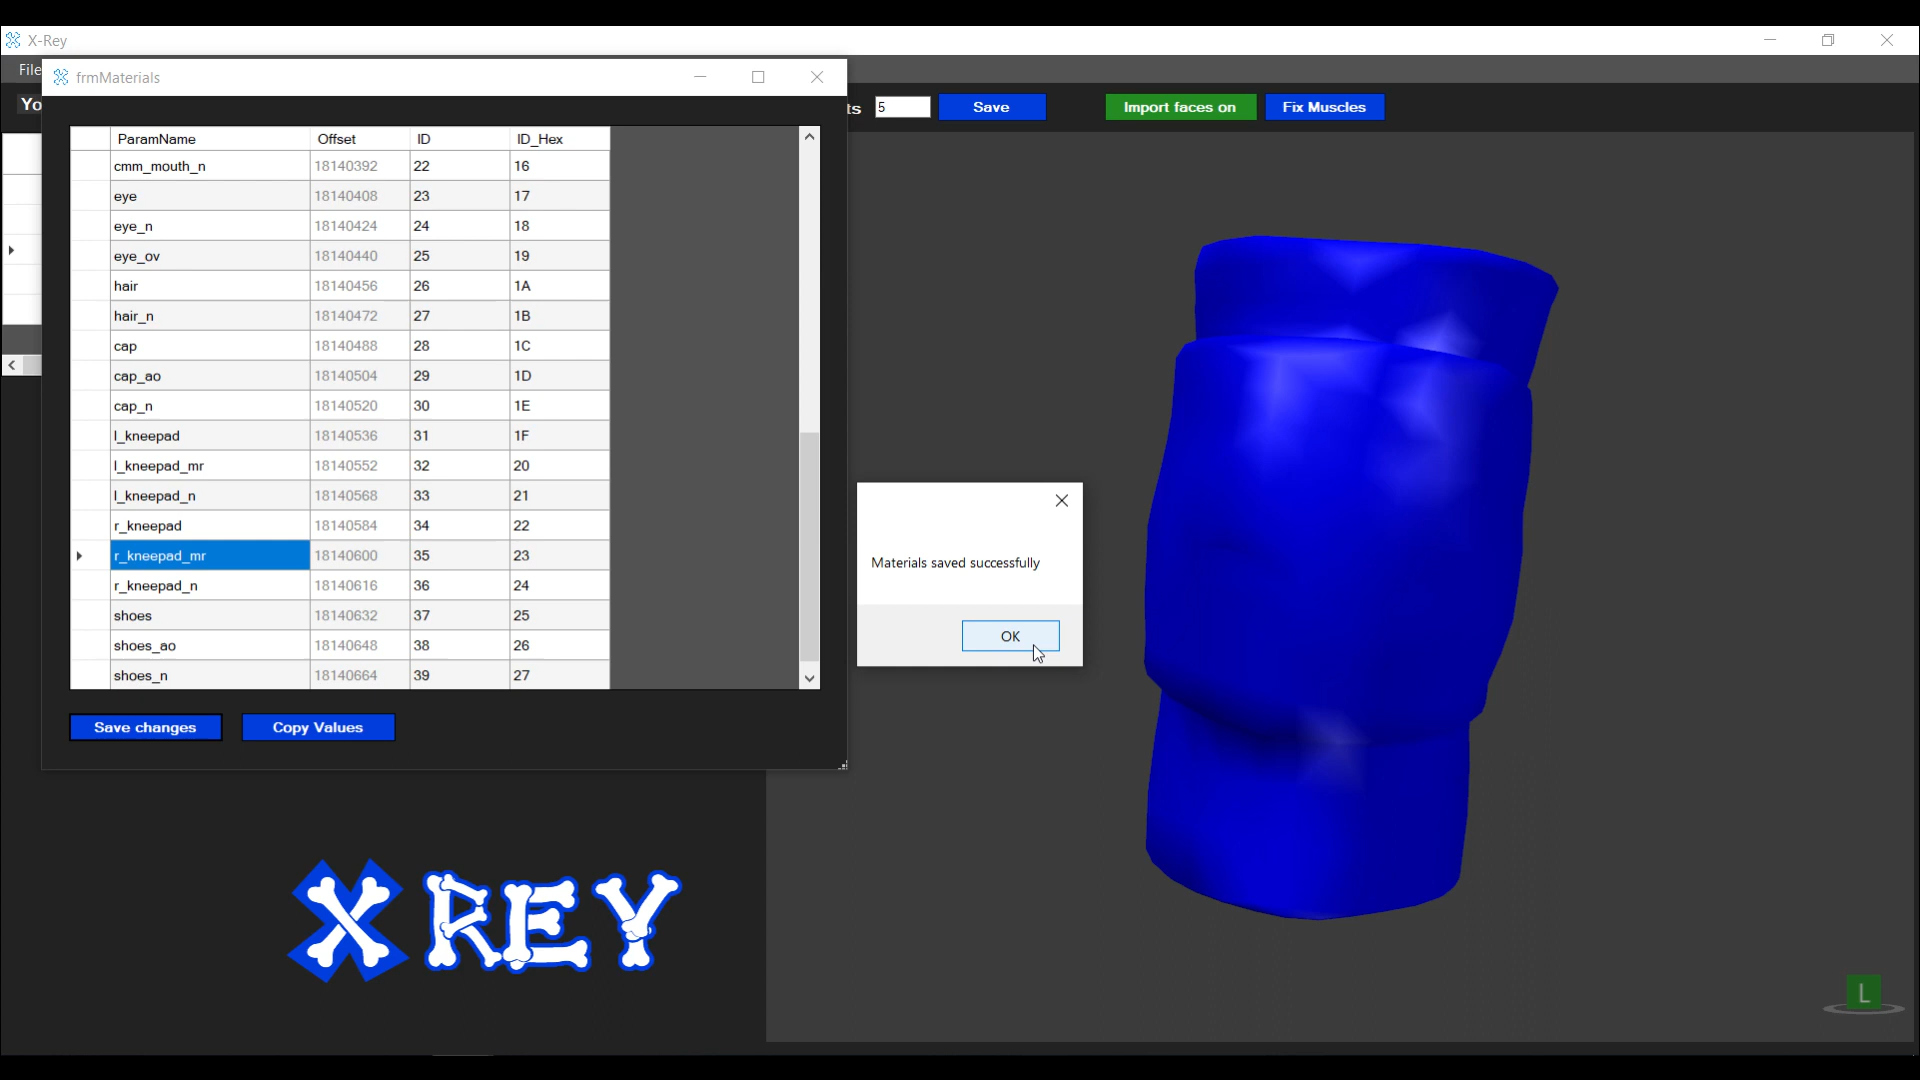 X-Rey
File
frmMaterials
Yo
ts 5 Save Import faces on Fix Muscles
ParamName Offset ID ID_Hex
cmm_mouth_n 18140392 22 16
eye 18140408 23 17
eye_n 18140424 24 18
eye_ov 18140440 25 19
hair 18140456 26 1A
hair_n 18140472 27 1B
cap 18140488 28 1C
cap_ao 18140504 29 1D
cap_n 18140520 30 1E
l_kneepad 18140536 31 1F
l_kneepad_mr 18140552 32 20
l_kneepad_n 18140568 33 21
r_kneepad 18140584 34 22
r_kneepad_mr 18140600 35 23
r_kneepad_n 18140616 36 24
shoes 18140632 37 25
shoes_ao 18140648 38 26
shoes_n 18140664 39 27
Materials saved successfully
OK
Save changes Copy Values
X REY
L